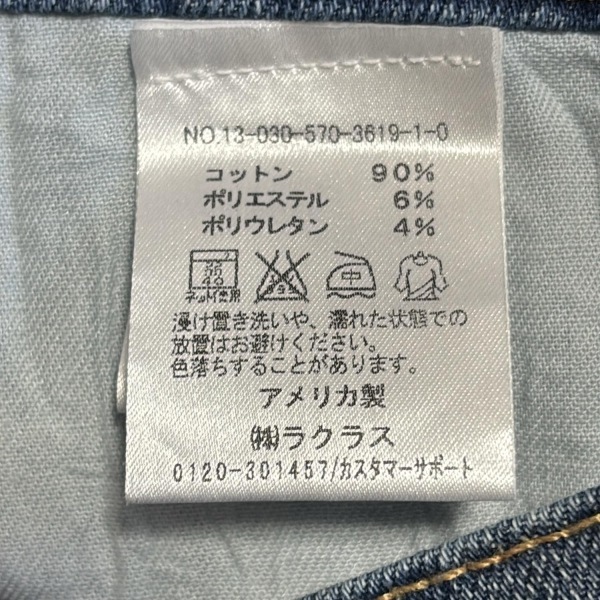 NO.13-030-570-3619-1-0
コットン 90%
ポリエステル 6%
ポリウレタン 4%
40
ネット使用
中
浸け置き洗いや、濡れた状態での
放置はお避けください。
色落ちすることがあります。
アメリカ製
㈱ラクラス
0120-301457/カスタマーサポート